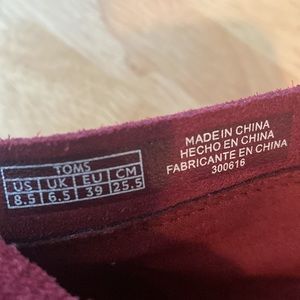 TOMS
US UK EU CM
8.5 6.5 39 25.5
MADE IN CHINA
HECHO EN CHINA
FABRICANTE EN CHINA
300616